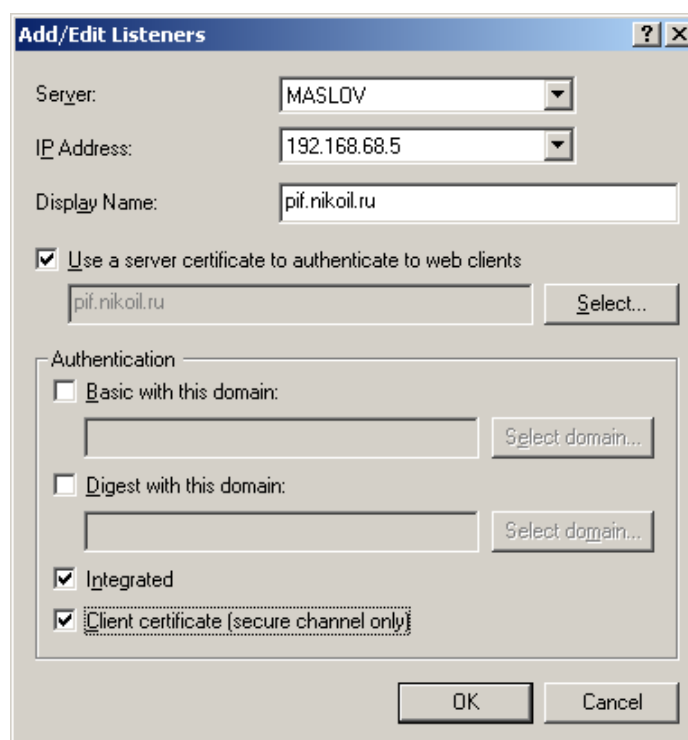 Add/Edit Listeners
Server: MASLOV
IP Address: 192.168.68.5
Display Name: pif.nikoil.ru
Use a server certificate to authenticate to web clients
pif.nikoil.ru Select...
Authentication
Basic with this domain:
Select domain...
Digest with this domain:
Select domain...
Integrated
Client certificate (secure channel only)
OK Cancel